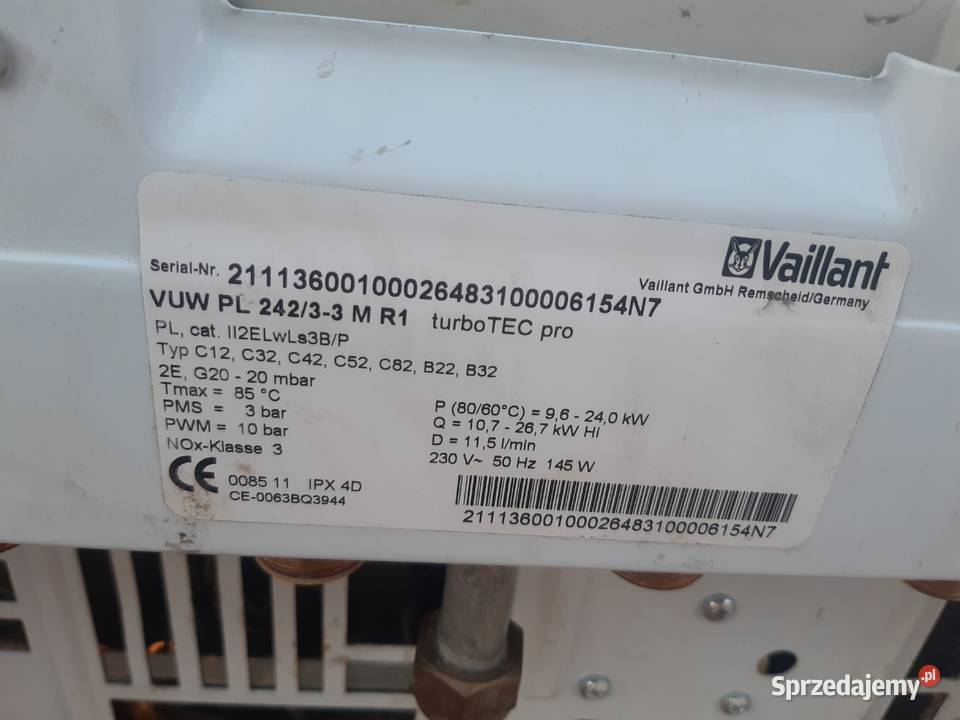 Vaillant
Vaillant GmbH Remscheid/Germany
Serial-Nr. 21113600100026483100006154N7
VUW PL 242/3-3 M R1 turboTEC pro
PL, cat. II2ELwLs3B/P
Typ C12, C32, C42, C52, C82, B22, B32
2E, G20 - 20 mbar
Tmax = 85 °C
PMS = 3 bar
PWM = 10 bar
NOx-Klasse 3
P (80/60°C) = 9,6 - 24,0 kW
Q = 10,7 - 26,7 kW Hi
D = 11,5 l/min
230 V~ 50 Hz 145 W
CE 0085 11 IPX 4D
CE-0063BQ3944
21113600100026483100006154N7
Sprzedajemy.pl